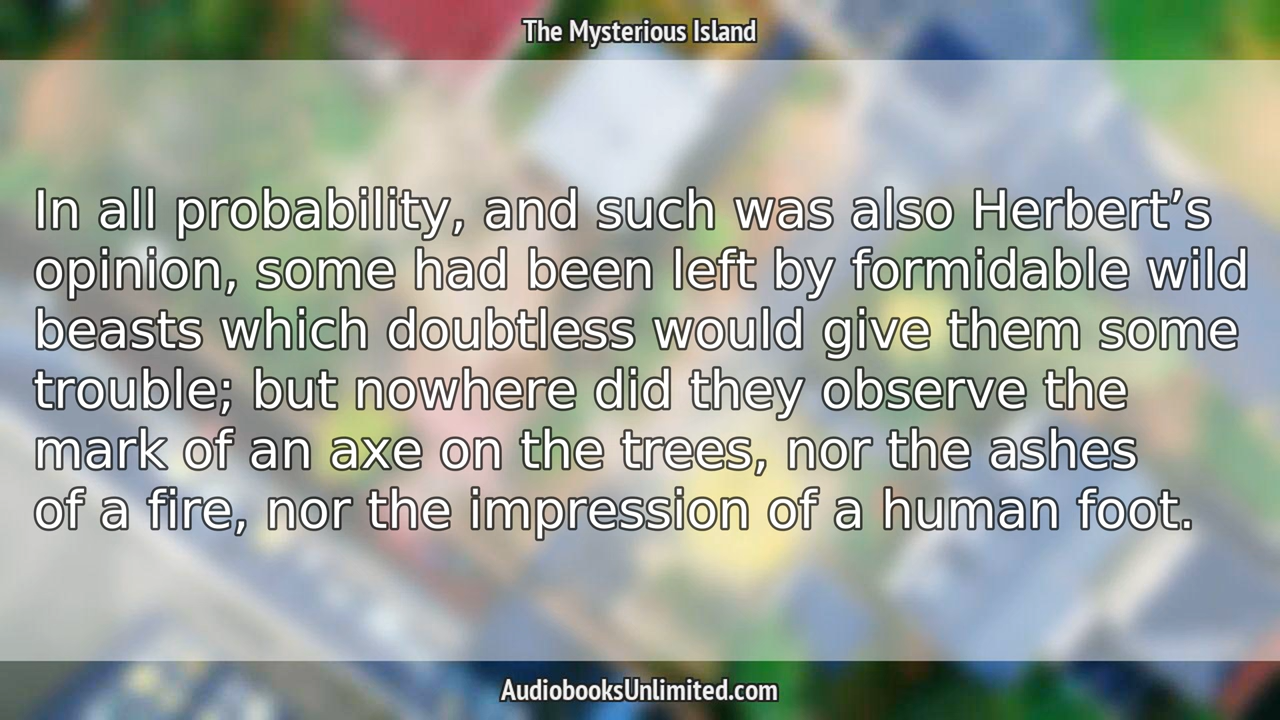 The Mysterious Island
In all probability, and such was also Herbert’s
opinion, some had been left by formidable wild
beasts which doubtless would give them some
trouble; but nowhere did they observe the
mark of an axe on the trees, nor the ashes
of a fire, nor the impression of a human foot.
AudiobooksUnlimited.com